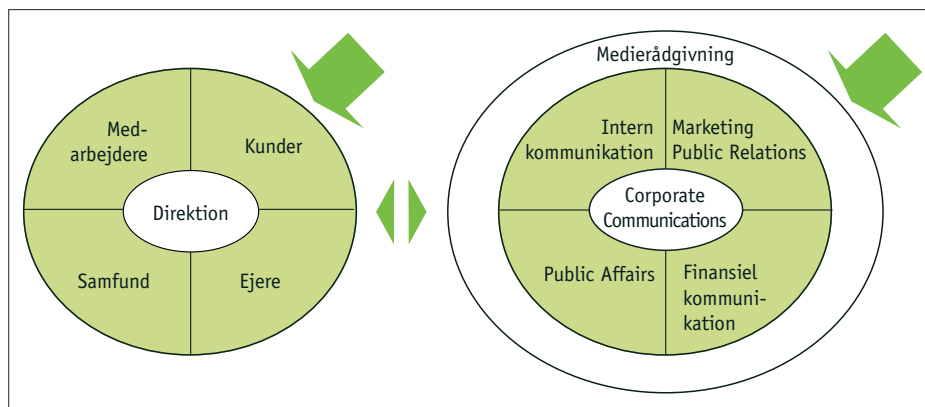 Med-
arbejdere
Kunder
Direktion
Samfund
Ejere
Medierådgivning
Intern
kommunikation
Marketing
Public Relations
Corporate
Communications
Public Affairs
Finansiel
kommuni-
kation